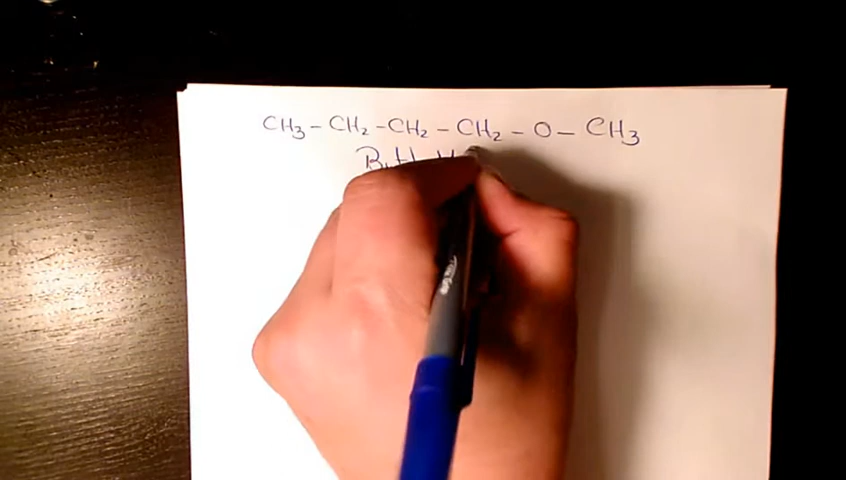 CH₃ – CH₂ – CH₂ – CH₂ – O – CH₃